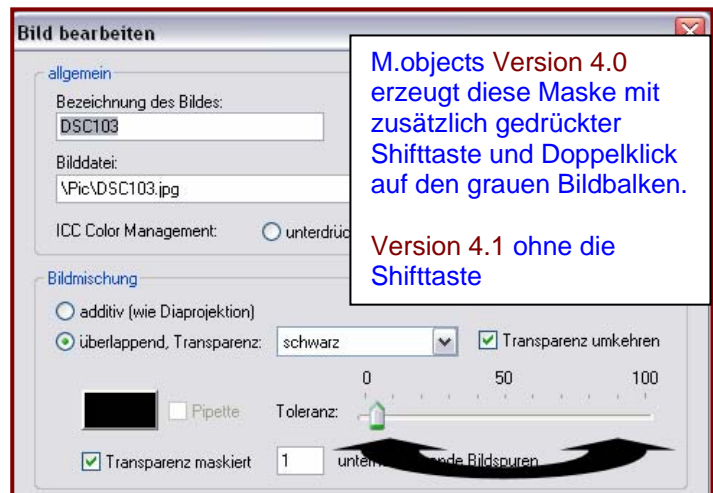 Bild bearbeiten
M.objects Version 4.0
erzeugt diese Maske mit
zusätzlich gedrückter
Shifttaste und Doppelklick
auf den grauen Bildbalken.
Version 4.1 ohne die
Shifttaste
allgemein
Bezeichnung des Bildes:
DSC103
Bilddatei:
\Pic\DSC103.jpg
ICC Color Management: unterdrüc
Bildmischung
additiv (wie Diaprojektion)
überlappend, Transparenz: schwarz Transparenz umkehren
0 50 100
Pipette Toleranz:
Transparenz maskiert 1 Bildspuren